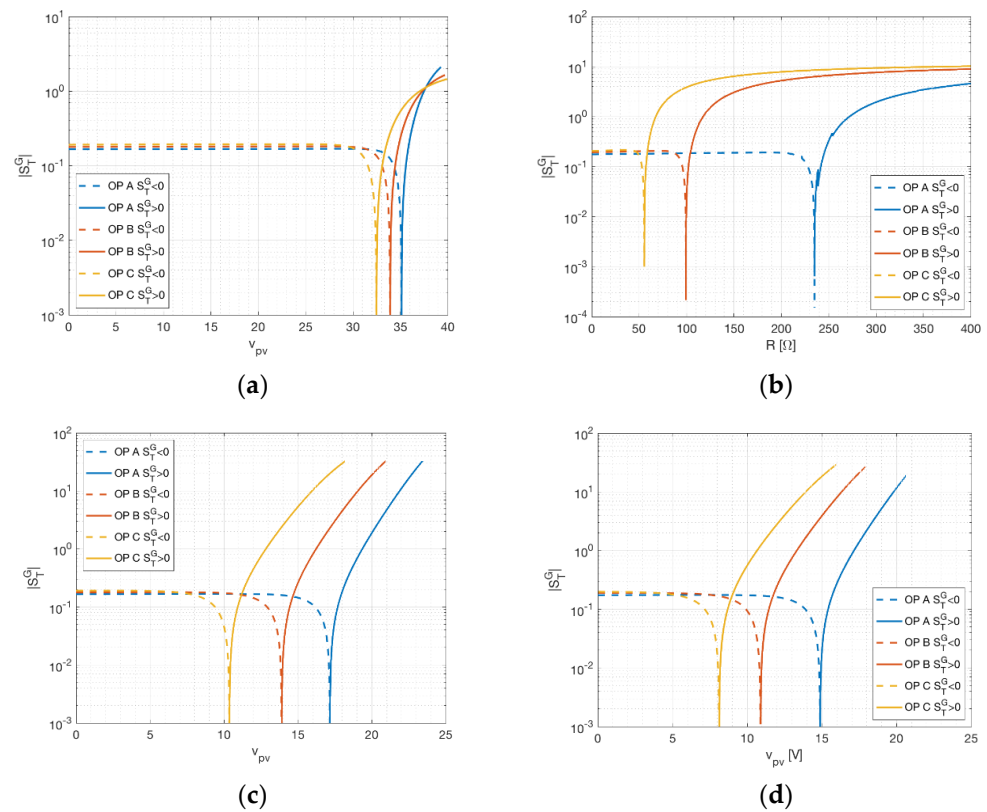 |S_T^G|
10^1
10^0
10^-1
10^-2
10^-3
OP A S_T^G<0
OP A S_T^G>0
OP B S_T^G<0
OP B S_T^G>0
OP C S_T^G<0
OP C S_T^G>0
0 5 10 15 20 25 30 35 40
v_pv
(a)
|S_T^G|
10^2
10^1
10^0
10^-1
10^-2
10^-3
10^-4
OP A S_T^G<0
OP A S_T^G>0
OP B S_T^G<0
OP B S_T^G>0
OP C S_T^G<0
OP C S_T^G>0
0 50 100 150 200 250 300 350 400
R [Ω]
(b)
|S_T^G|
10^2
10^1
10^0
10^-1
10^-2
10^-3
OP A S_T^G<0
OP A S_T^G>0
OP B S_T^G<0
OP B S_T^G>0
OP C S_T^G<0
OP C S_T^G>0
0 5 10 15 20 25
v_pv
(c)
|S_T^G|
10^2
10^1
10^0
10^-1
10^-2
10^-3
OP A S_T^G<0
OP A S_T^G>0
OP B S_T^G<0
OP B S_T^G>0
OP C S_T^G<0
OP C S_T^G>0
0 5 10 15 20 25
v_pv [V]
(d)